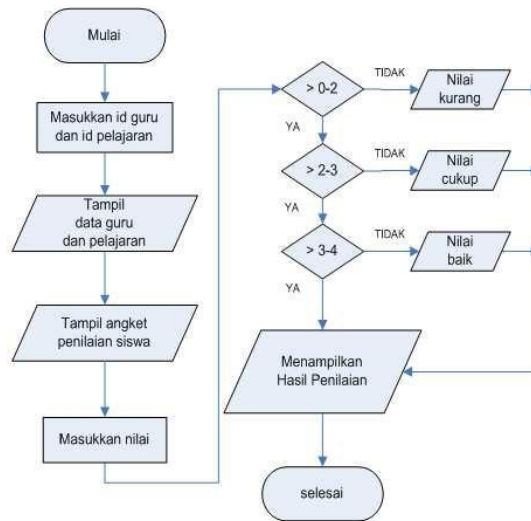 Mulai
Masukkan id guru
dan id pelajaran
Tampil
data guru
dan pelajaran
Tampil angket
penilaian siswa
Masukkan nilai
> 0-2
TIDAK
Nilai
kurang
YA
> 2-3
TIDAK
Nilai
cukup
YA
> 3-4
TIDAK
Nilai
baik
YA
Menampilkan
Hasil Penilaian
selesai